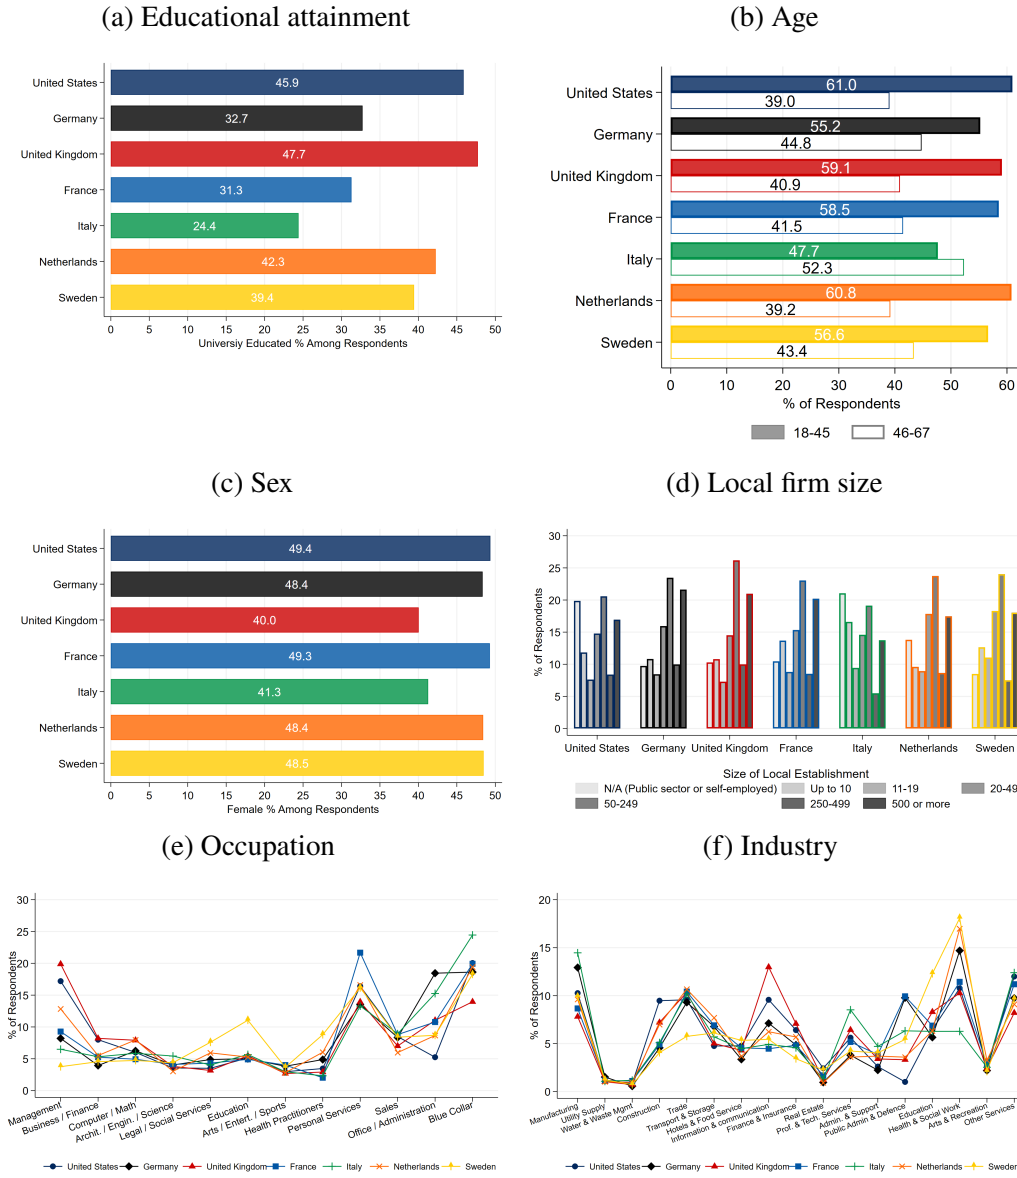 (a) Educational attainment
United States
45.9
Germany
32.7
United Kingdom
47.7
France
31.3
Italy
24.4
Netherlands
42.3
Sweden
39.4
0 5 10 15 20 25 30 35 40 45 50
Universiy Educated % Among Respondents
(b) Age
United States
61.0
39.0
Germany
55.2
44.8
United Kingdom
59.1
40.9
France
58.5
41.5
Italy
47.7
52.3
Netherlands
60.8
39.2
Sweden
56.6
43.4
0 10 20 30 40 50 60
% of Respondents
18-45 46-67
(c) Sex
United States
49.4
Germany
48.4
United Kingdom
40.0
France
49.3
Italy
41.3
Netherlands
48.4
Sweden
48.5
0 5 10 15 20 25 30 35 40 45 50
Female % Among Respondents
(d) Local firm size
% of Respondents
30
25
20
15
10
5
0
United States Germany United Kingdom France Italy Netherlands Sweden
Size of Local Establishment
N/A (Public sector or self-employed) Up to 10 11-19 20-49
50-249 250-499 500 or more
(e) Occupation
% of Respondents
30
25
20
15
10
5
0
Management
Business / Finance
Computer / Math
Archit. / Engin. / Science
Legal / Social Services
Education
Arts / Entert. / Sports
Health Practitioners
Personal Services
Sales
Office / Administration
Blue Collar
United States Germany United Kingdom France Italy Netherlands Sweden
(f) Industry
% of Respondents
20
15
10
5
0
Manufacturing
Utility Supply
Water & Waste Mgmt
Construction
Trade
Transport & Storage
Hotels & Food Service
Information & communication
Finance & Insurance
Real Estate
Prof. & Tech. Services
Admin. & Support
Public Admin & Defence
Education
Health & Social Work
Arts & Recreation
Other Services
United States Germany United Kingdom France Italy Netherlands Sweden